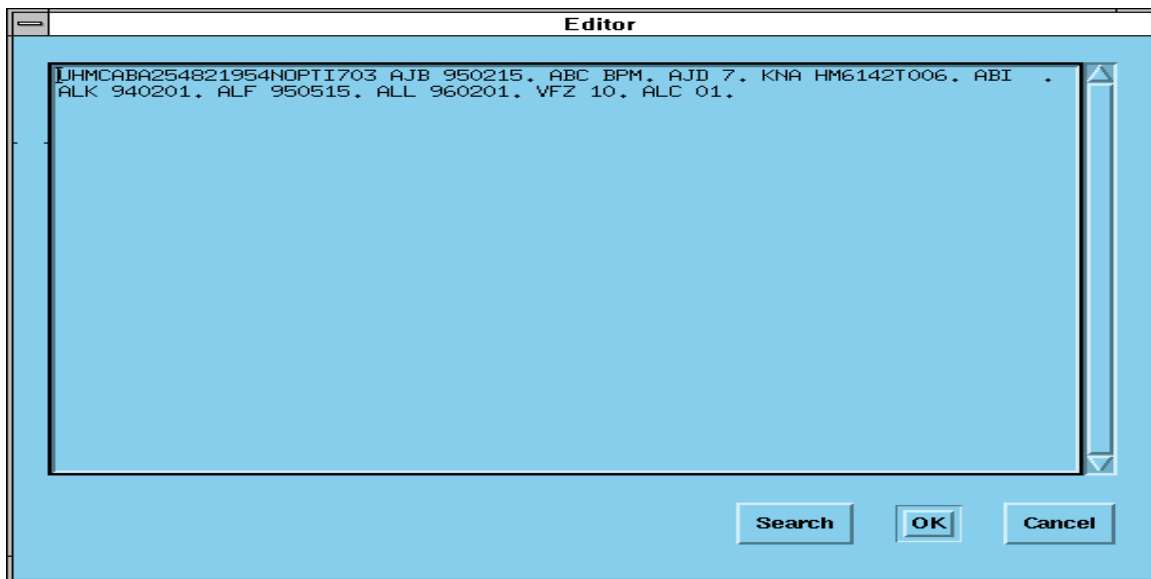 Editor
UHMCABA254821954NOPTI703 AJB 950215. ABC BPM. AJD 7. KNA HM6142T006. ABI  .
ALK 940201. ALF 950515. ALL 960201. VFZ 10. ALC 01.
Search OK Cancel